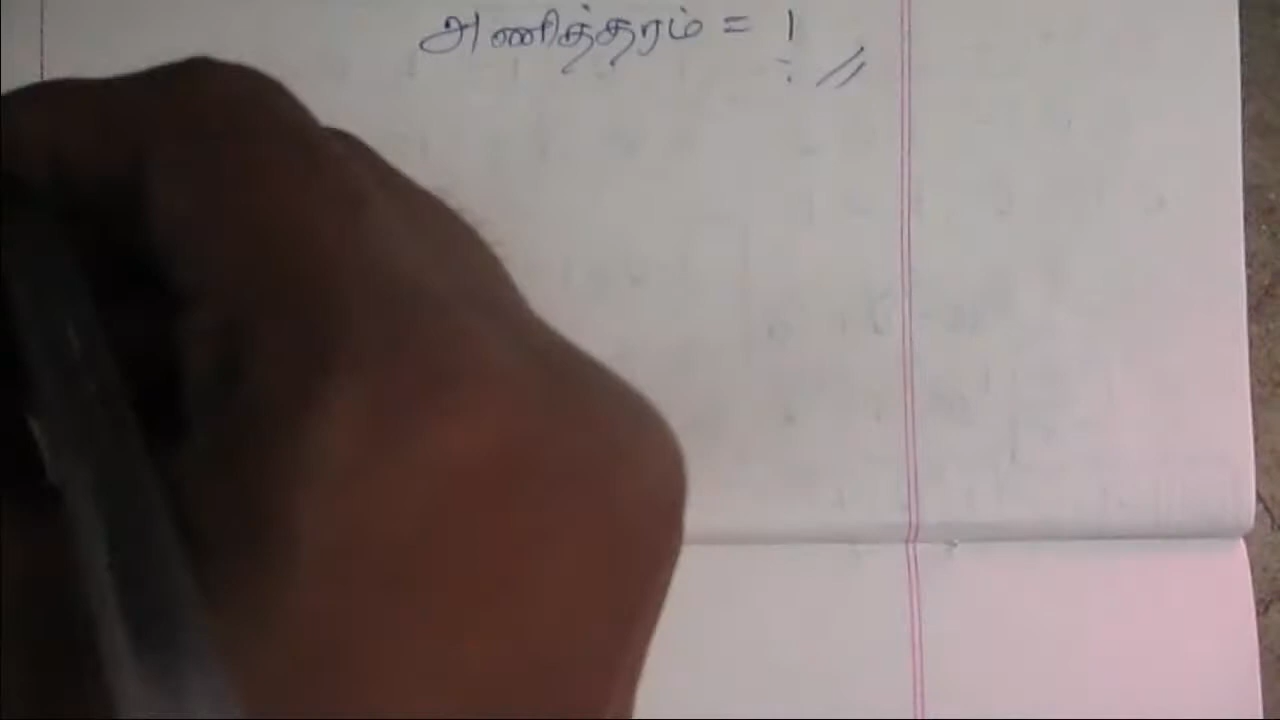 அணித்தரம் = 1